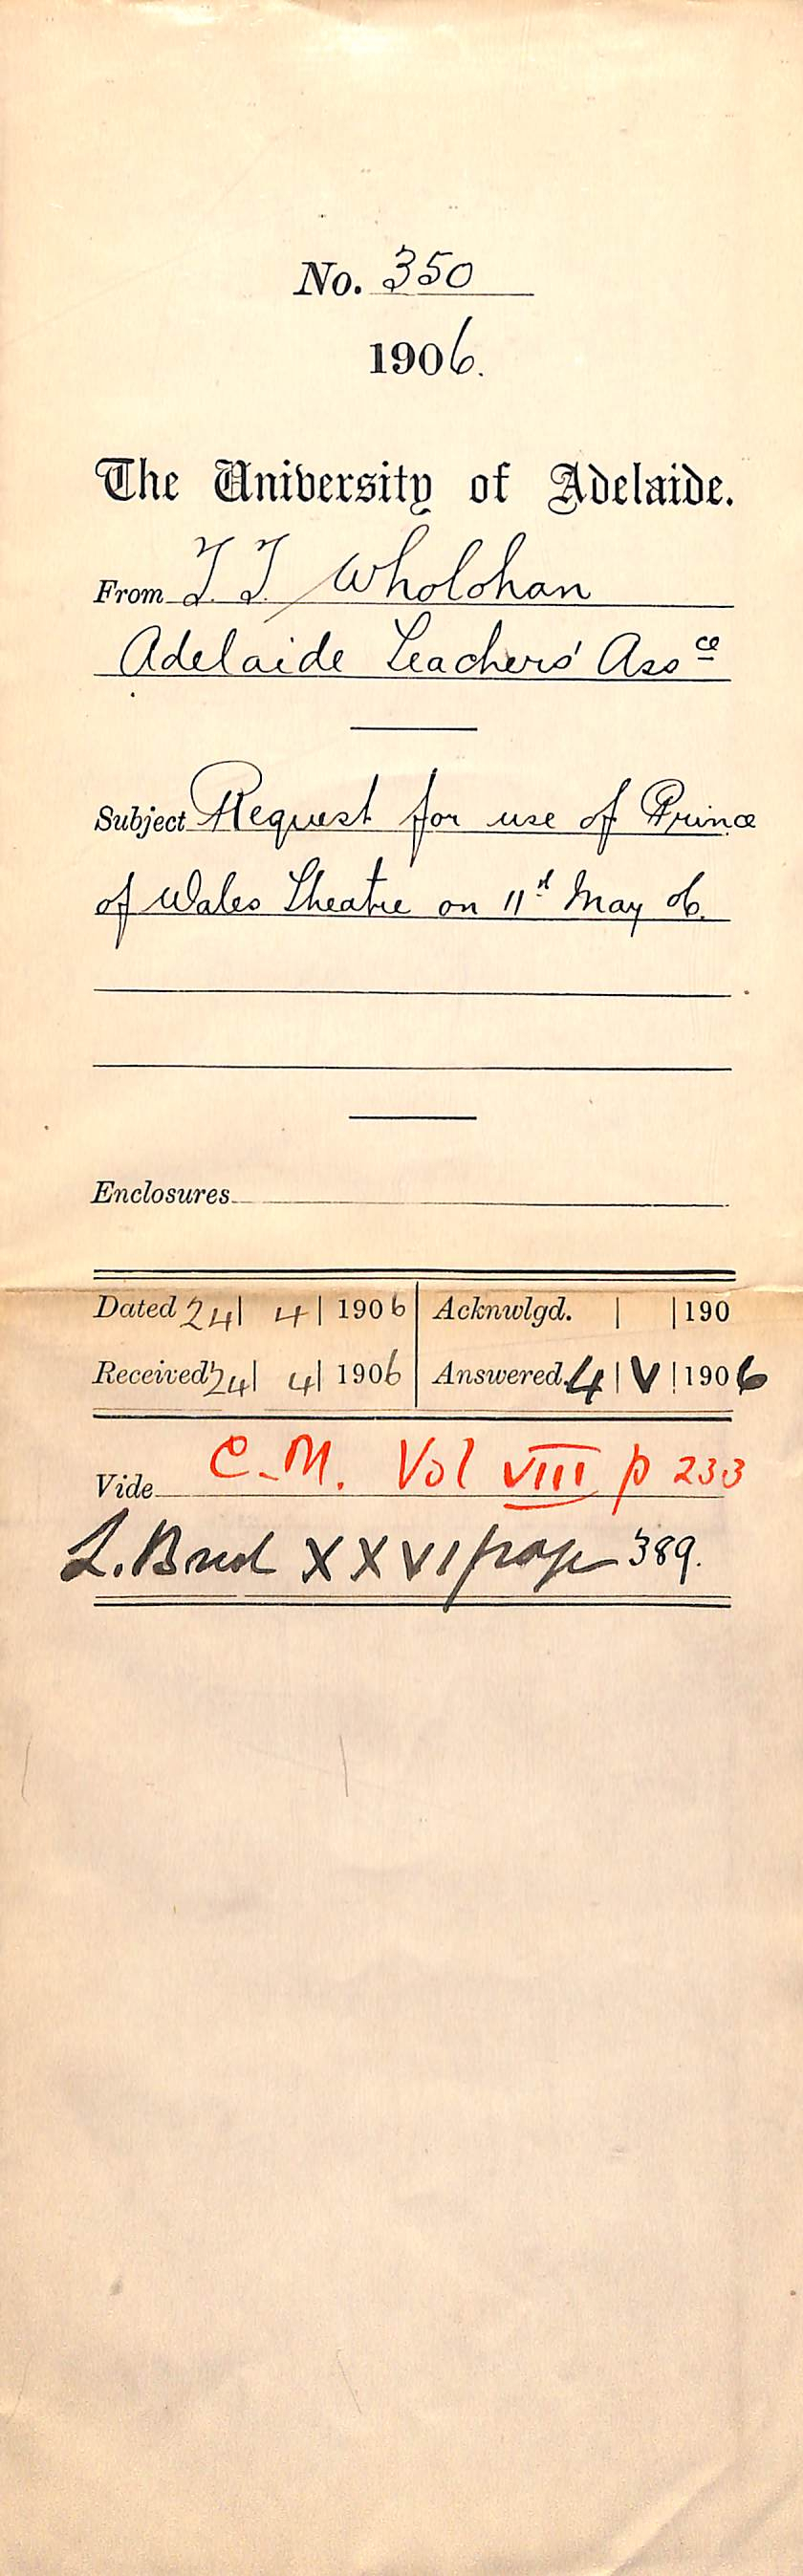 No. 350
1906.
The University of Adelaide.
From T. T. Wholohan
Adelaide Teachers' Assce
Subject Request for use of Prince
of Wales Theatre on 11th May 06.
Enclosures
Dated 24| 4| 1906 | Acknwlgd. | |190
Received 24| 4| 1906 | Answered. 4|V|1906
Vide C.M. Vol VIII p 233
L. XXVI page 389.